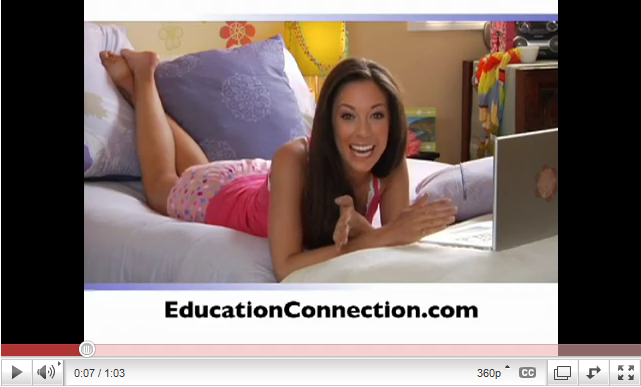 EducationConnection.com
0:07 / 1:03
360p
CC